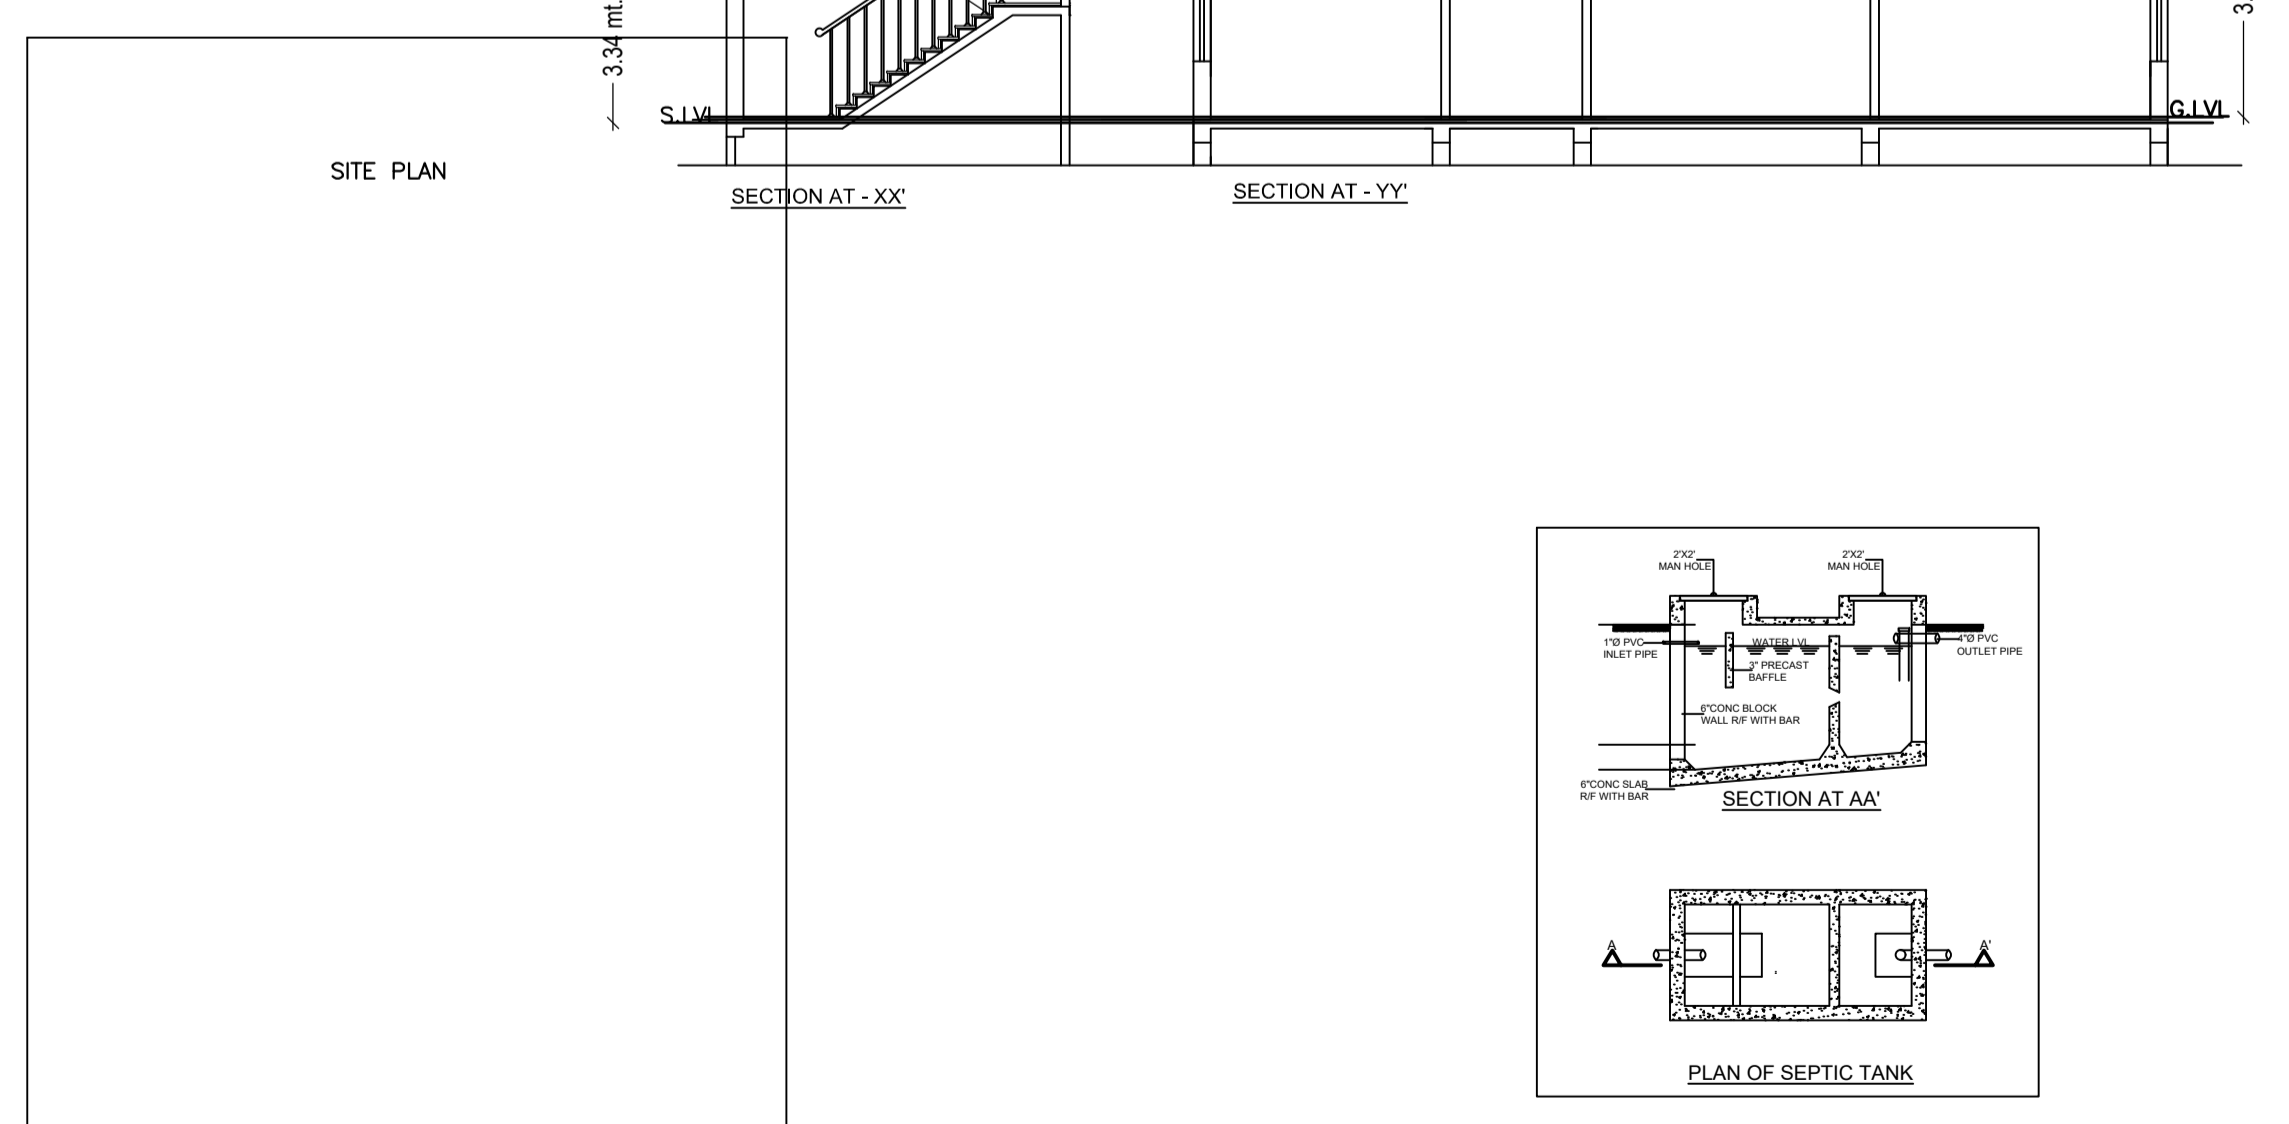 3.34 mt.
3.
S.LVL
G.LVL
SITE PLAN
SECTION AT - XX'
SECTION AT - YY'
2'X2'
MAN HOLE
2'X2'
MAN HOLE
1"Ø PVC
INLET PIPE
WATER LVL
4"Ø PVC
OUTLET PIPE
3" PRECAST
BAFFLE
6"CONC BLOCK
WALL R/F WITH BAR
6"CONC SLAB
R/F WITH BAR
SECTION AT AA'
A
A'
PLAN OF SEPTIC TANK